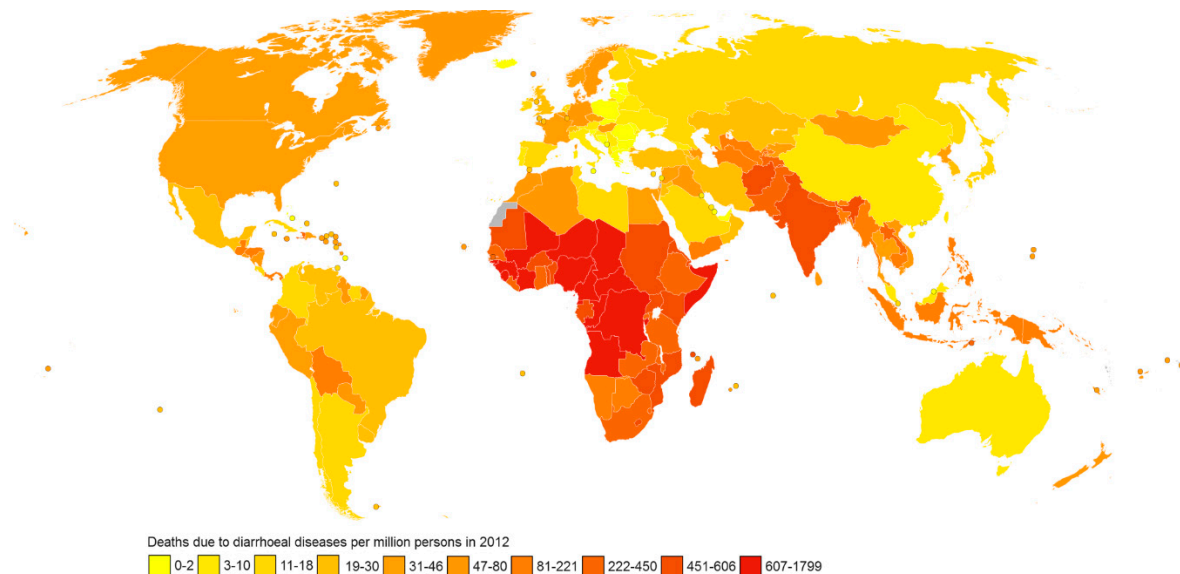 Deaths due to diarrhoeal diseases per million persons in 2012
0-2 3-10 11-18 19-30 31-46 47-80 81-221 222-450 451-606 607-1799